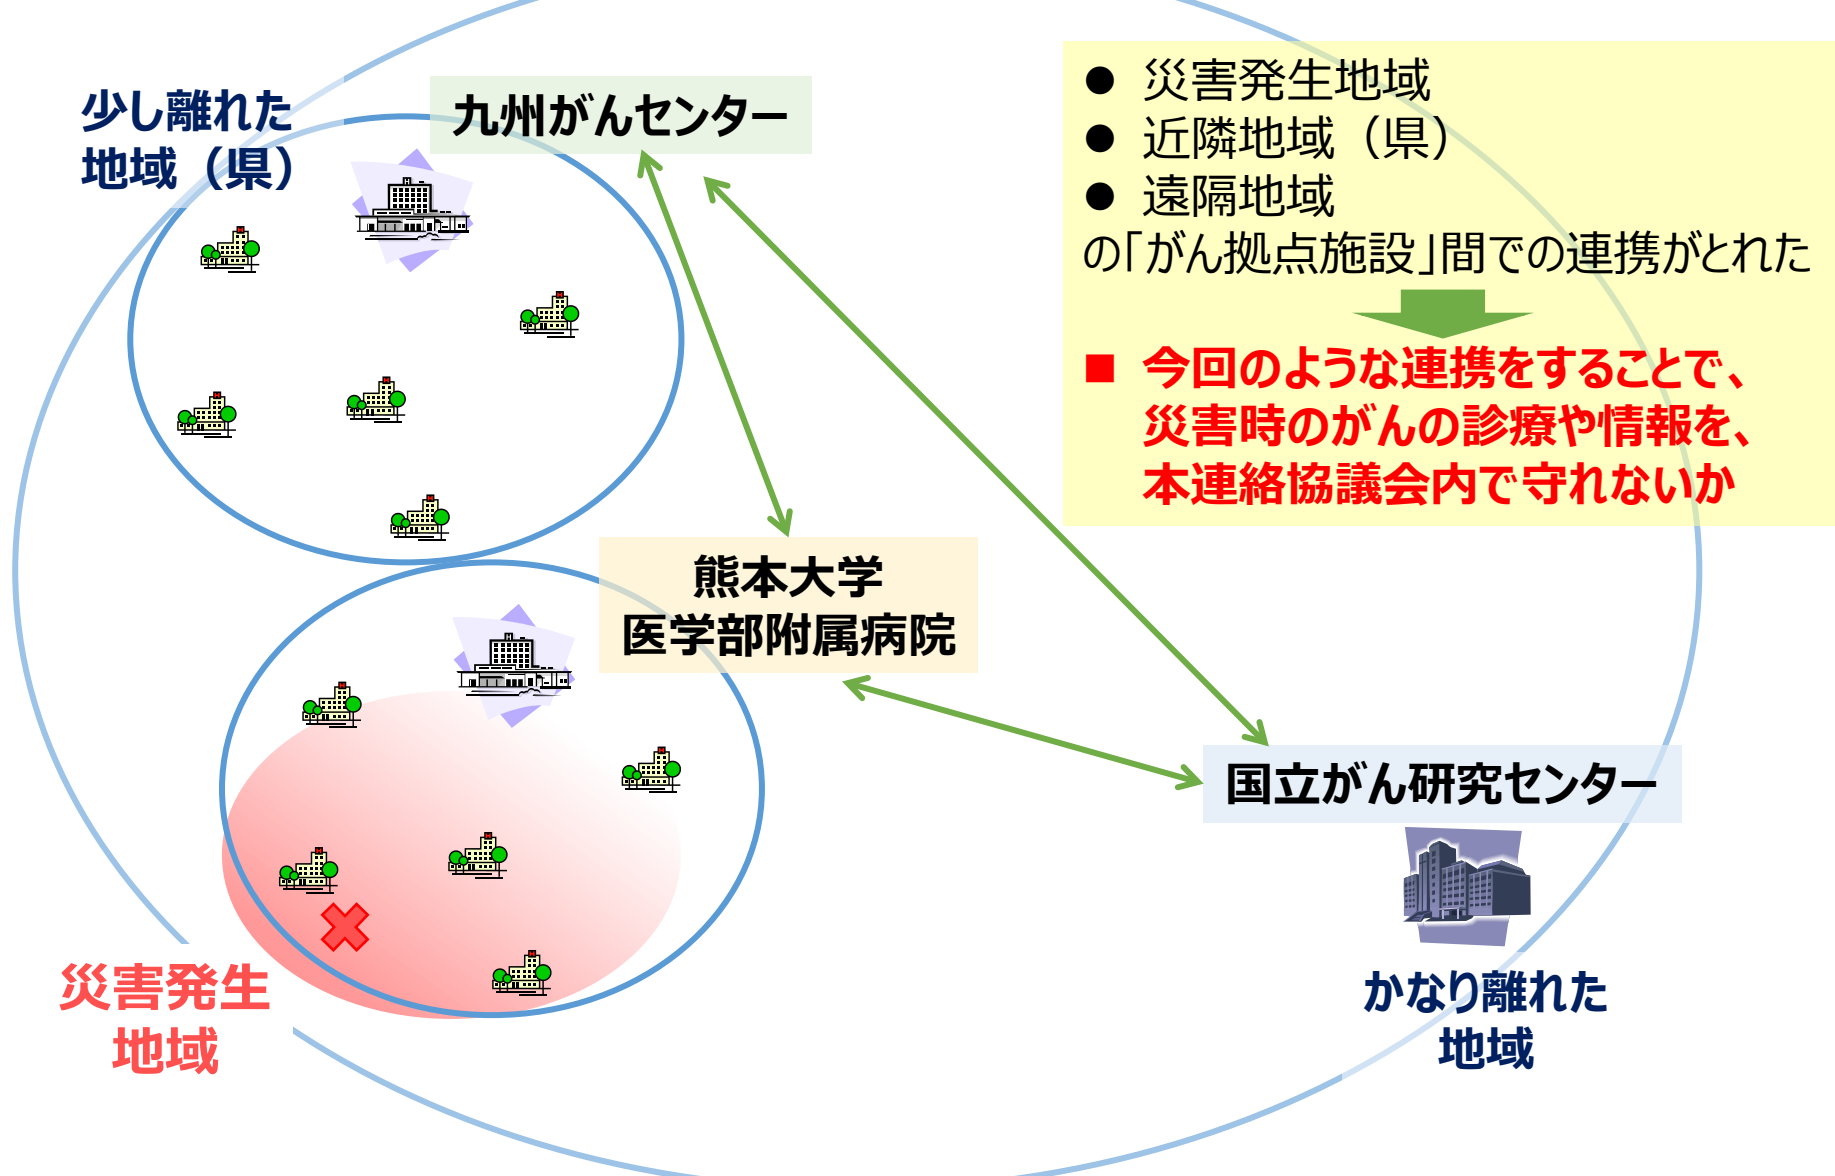 少し離れた
地域（県）
九州がんセンター
● 災害発生地域
● 近隣地域（県）
● 遠隔地域
の「がん拠点施設」間での連携がとれた
■ 今回のような連携をすることで、
災害時のがんの診療や情報を、
本連絡協議会内で守れないか
熊本大学
医学部附属病院
国立がん研究センター
災害発生
地域
かなり離れた
地域